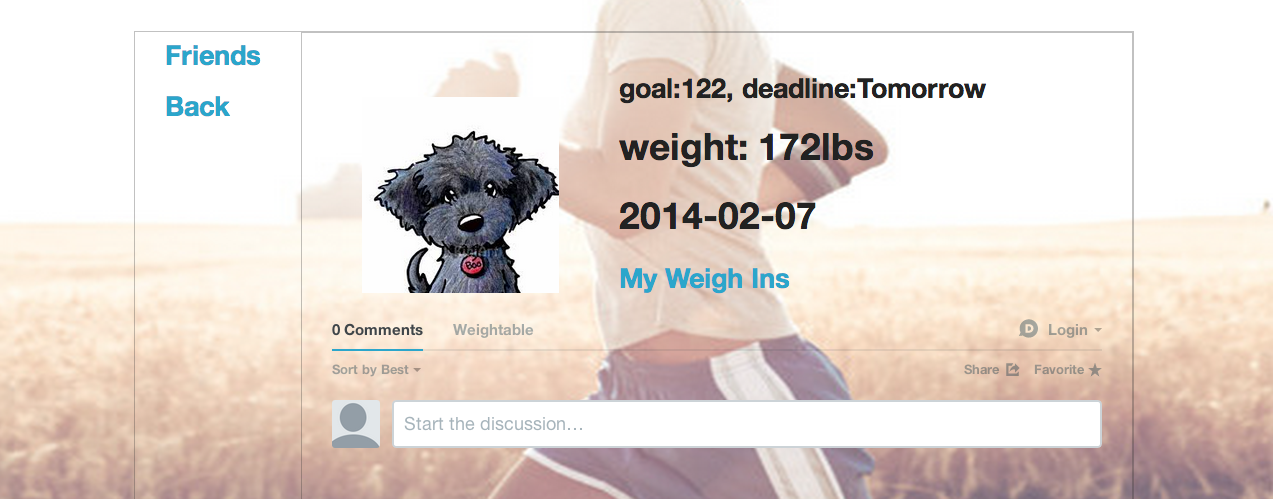 Friends
Back
goal:122, deadline:Tomorrow
weight: 172lbs
2014-02-07
Boo
My Weigh Ins
0 Comments Weightable Login
Sort by Best Share Favorite
Start the discussion…